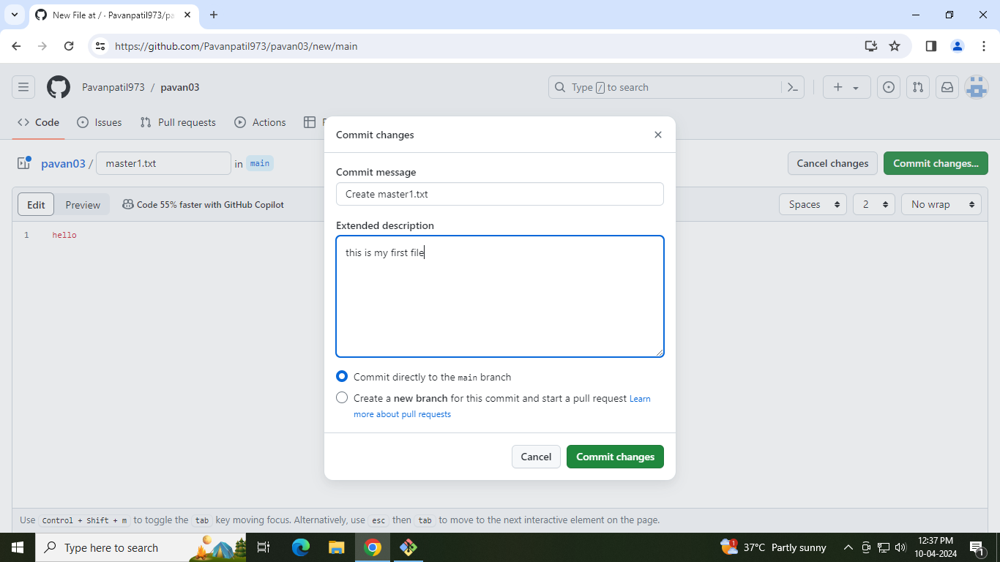 New File at / · Pavanpatil973/pa
https://github.com/Pavanpatil973/pavan03/new/main
Pavanpatil973 / pavan03
Type / to search
Code
Issues
Pull requests
Actions
pavan03 / master1.txt in main
Cancel changes
Commit changes...
Edit
Preview
Code 55% faster with GitHub Copilot
Spaces
2
No wrap
1 hello
Commit changes
Commit message
Create master1.txt
Extended description
this is my first file
Commit directly to the main branch
Create a new branch for this commit and start a pull request Learn
more about pull requests
Cancel
Commit changes
Use Control + Shift + m to toggle the tab key moving focus. Alternatively, use esc then tab to move to the next interactive element on the page.
Type here to search
1
37°C Partly sunny
12:37 PM
10-04-2024
1